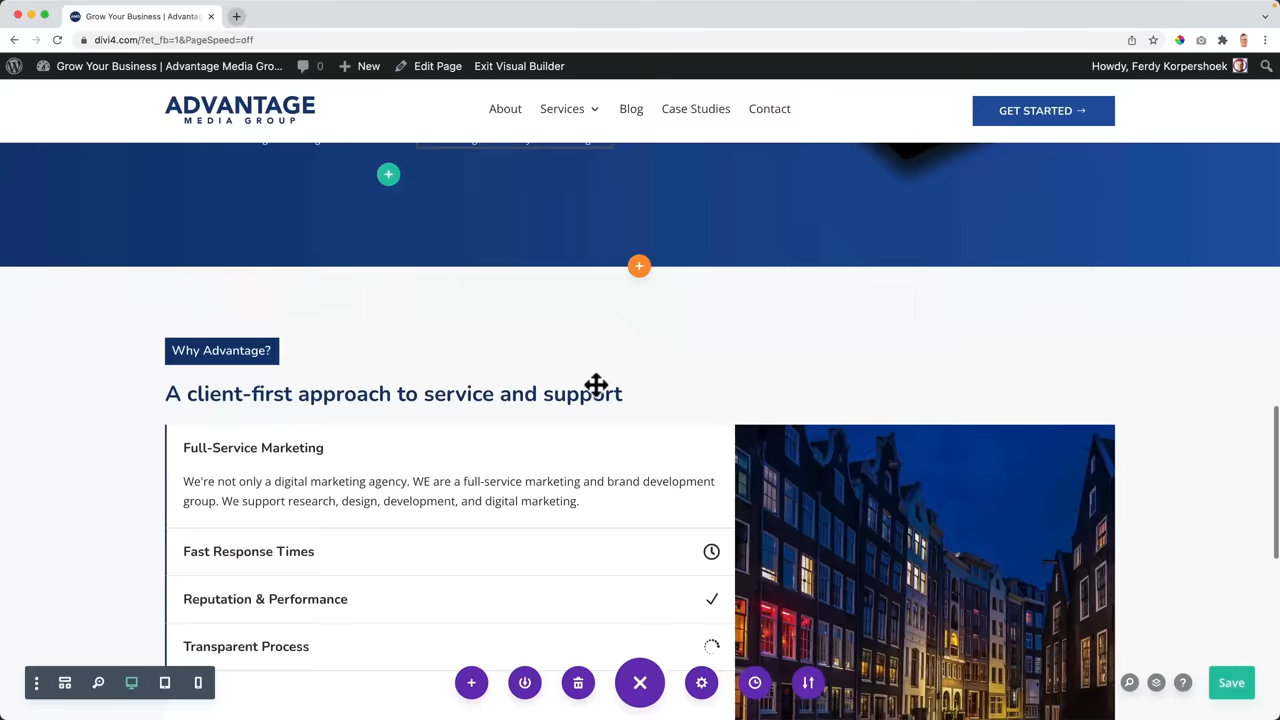 Grow Your Business | Advanta
divi4.com/?et_fb=1&PageSpeed=off
Grow Your Business | Advantage Media Gro... 0 New Edit Page Exit Visual Builder Howdy, Ferdy Korpershoek
ADVANTAGE
MEDIA GROUP
About Services Blog Case Studies Contact
GET STARTED →
Why Advantage?
A client-first approach to service and support
Full-Service Marketing
We're not only a digital marketing agency. WE are a full-service marketing and brand development
group. We support research, design, development, and digital marketing.
Fast Response Times
Reputation & Performance
Transparent Process
Save